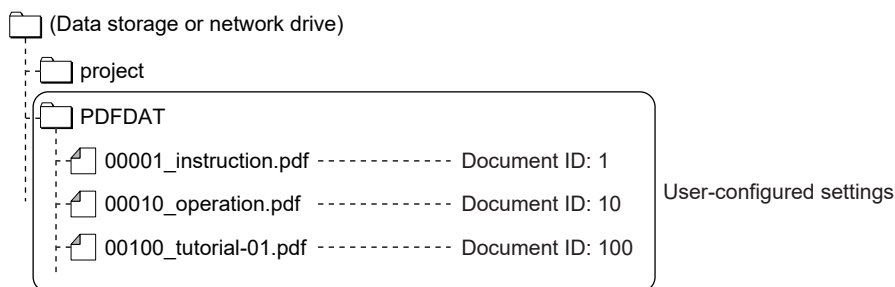 (Data storage or network drive)
project
PDFDAT
00001_instruction.pdf Document ID: 1
00010_operation.pdf Document ID: 10
00100_tutorial-01.pdf Document ID: 100
User-configured settings